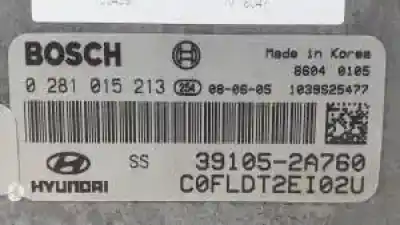 BOSCH
Made in Korea
8604 0105
0 281 015 213 254 08-06-05 1039S25477
HYUNDAI
SS 39105-2A760
C0FLDT2EI02U